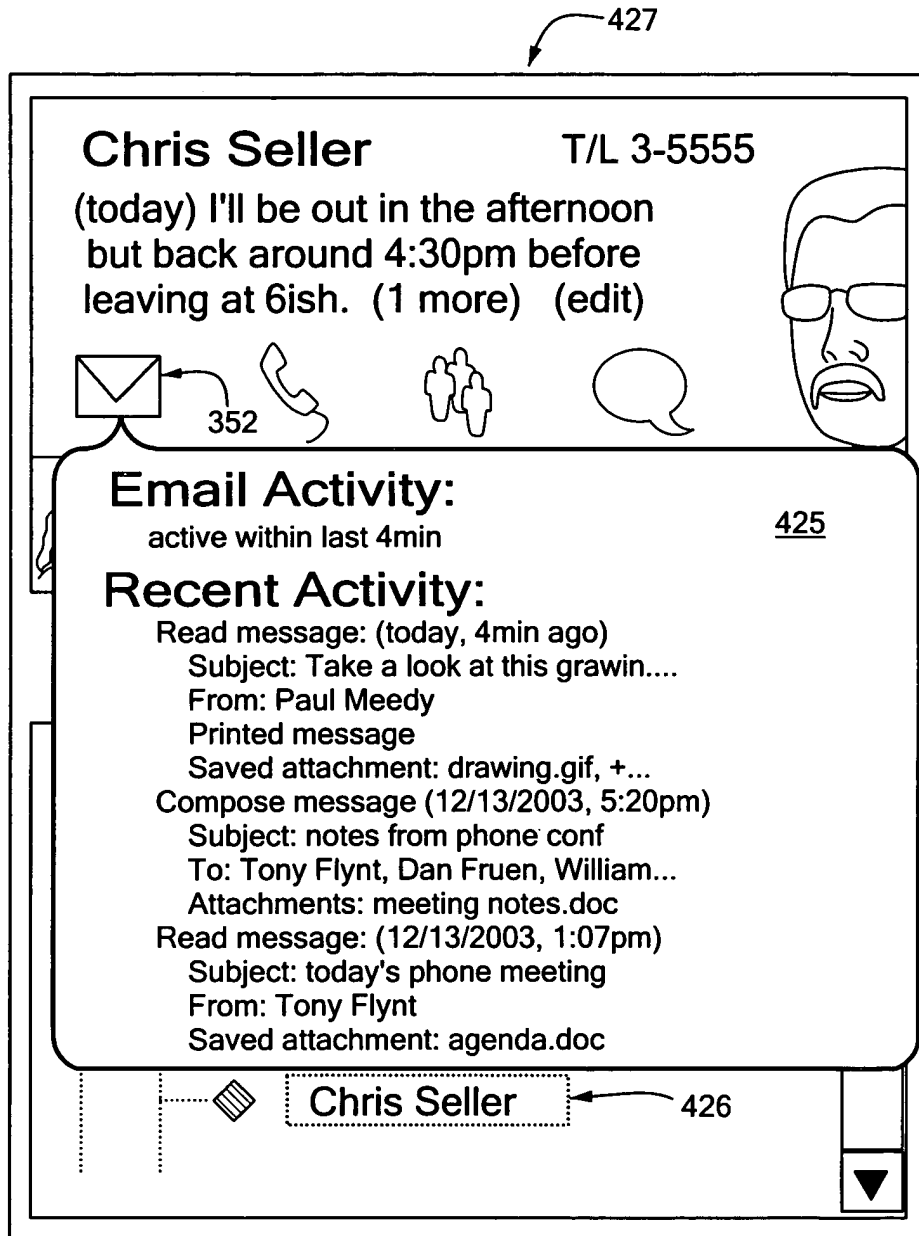 427
Chris Seller T/L 3-5555
(today) I'll be out in the afternoon
but back around 4:30pm before
leaving at 6ish. (1 more) (edit)
352
Email Activity:
425
active within last 4min
Recent Activity:
Read message: (today, 4min ago)
Subject: Take a look at this grawin....
From: Paul Meedy
Printed message
Saved attachment: drawing.gif, +...
Compose message (12/13/2003, 5:20pm)
Subject: notes from phone conf
To: Tony Flynt, Dan Fruen, William...
Attachments: meeting notes.doc
Read message: (12/13/2003, 1:07pm)
Subject: today's phone meeting
From: Tony Flynt
Saved attachment: agenda.doc
Chris Seller 426